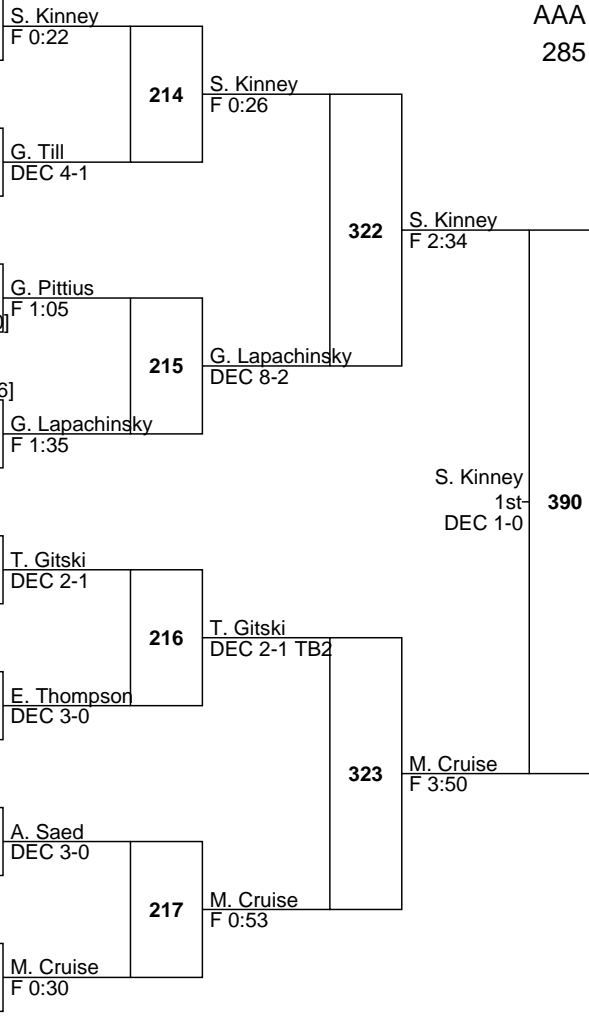 AAA
285
S. Kinney
F 0:22
214
S. Kinney
F 0:26
G. Till
DEC 4-1
322
S. Kinney
F 2:34
G. Pittius
F 1:05
0]
215
G. Lapachinsky
DEC 8-2
6]
G. Lapachinsky
F 1:35
S. Kinney
1st
DEC 1-0
390
T. Gitski
DEC 2-1
216
T. Gitski
DEC 2-1 TB2
E. Thompson
DEC 3-0
323
M. Cruise
F 3:50
A. Saed
DEC 3-0
217
M. Cruise
F 0:53
M. Cruise
F 0:30